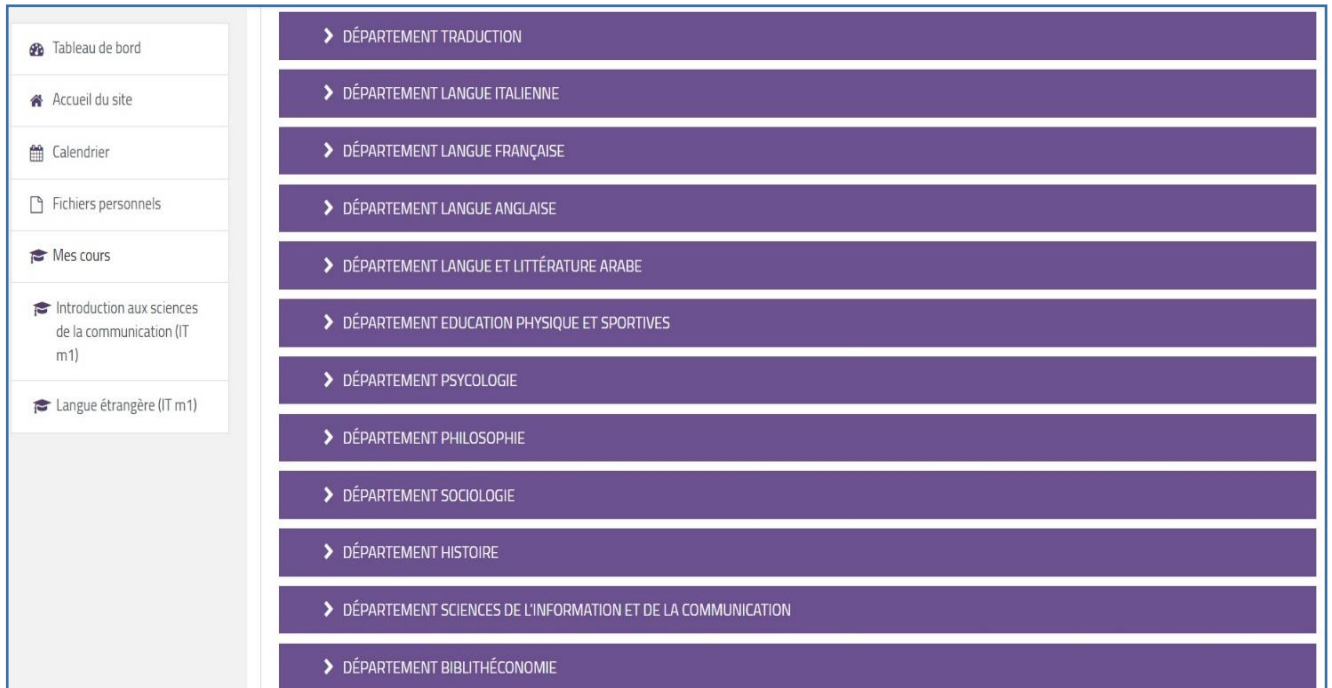 Tableau de bord
Accueil du site
Calendrier
Fichiers personnels
Mes cours
Introduction aux sciences
de la communication (IT
m1)
Langue étrangère (IT m1)
DÉPARTEMENT TRADUCTION
DÉPARTEMENT LANGUE ITALIENNE
DÉPARTEMENT LANGUE FRANÇAISE
DÉPARTEMENT LANGUE ANGLAISE
DÉPARTEMENT LANGUE ET LITTÉRATURE ARABE
DÉPARTEMENT EDUCATION PHYSIQUE ET SPORTIVES
DÉPARTEMENT PSYCOLOGIE
DÉPARTEMENT PHILOSOPHIE
DÉPARTEMENT SOCIOLOGIE
DÉPARTEMENT HISTOIRE
DÉPARTEMENT SCIENCES DE L'INFORMATION ET DE LA COMMUNICATION
DÉPARTEMENT BIBLITHÉCONOMIE